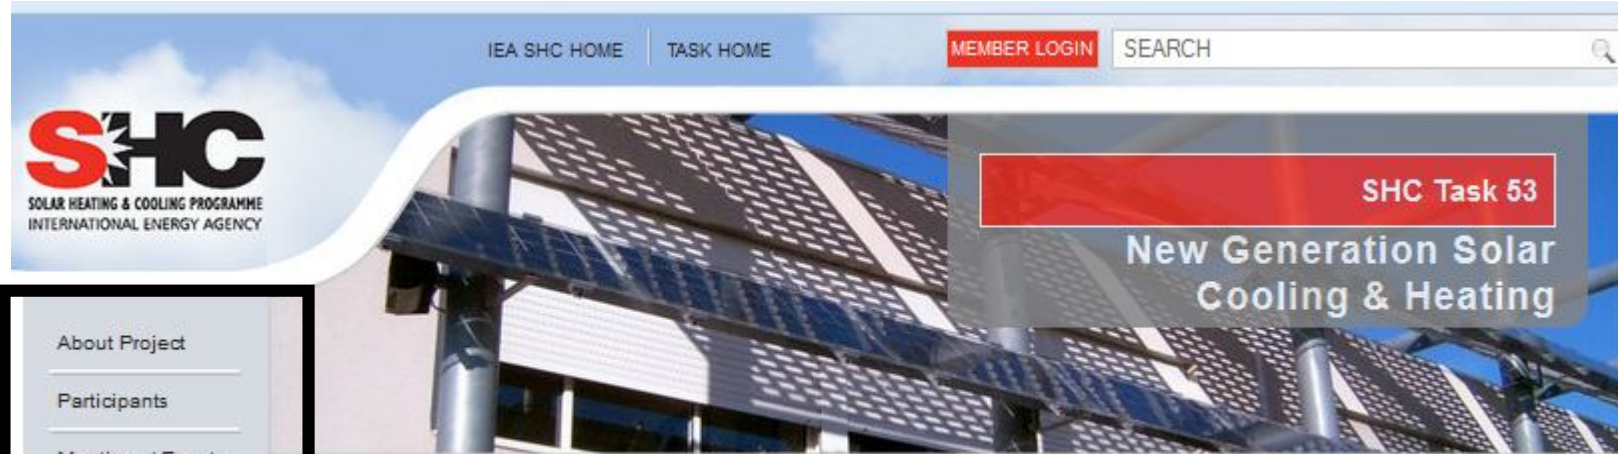 IEA SHC HOME
TASK HOME
MEMBER LOGIN
SEARCH
SHC
SOLAR HEATING & COOLING PROGRAMME
INTERNATIONAL ENERGY AGENCY
SHC Task 53
New Generation Solar
Cooling & Heating
About Project
Participants